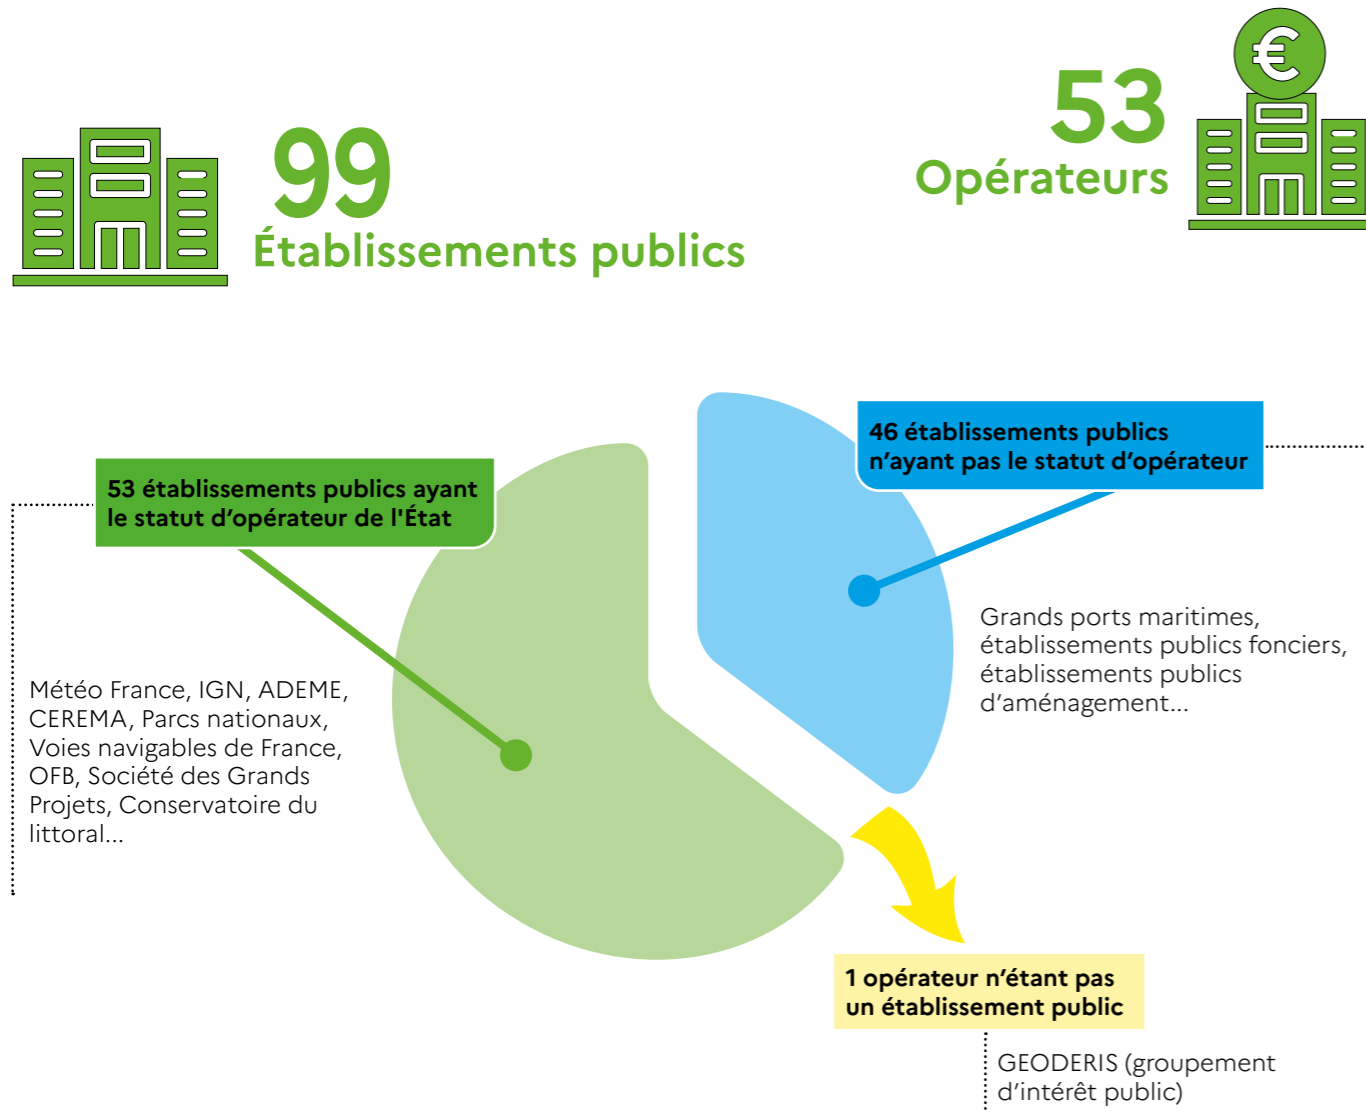 99
Établissements publics
53
Opérateurs
€
53 établissements publics ayant
le statut d’opérateur de l'État
Météo France, IGN, ADEME,
CEREMA, Parcs nationaux,
Voies navigables de France,
OFB, Société des Grands
Projets, Conservatoire du
littoral...
46 établissements publics
n’ayant pas le statut d’opérateur
Grands ports maritimes,
établissements publics fonciers,
établissements publics
d’aménagement...
1 opérateur n’étant pas
un établissement public
GEODERIS (groupement
d’intérêt public)